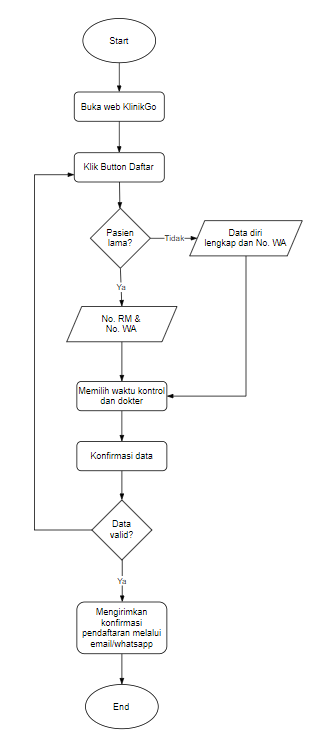 Start
Buka web KlinikGo
Klik Button Daftar
Pasien
lama?
Tidak
Data diri
lengkap dan No. WA
Ya
No. RM &
No. WA
Memilih waktu kontrol
dan dokter
Konfirmasi data
Data
valid?
Ya
Mengirimkan
konfirmasi
pendaftaran melalui
email/whatsapp
End